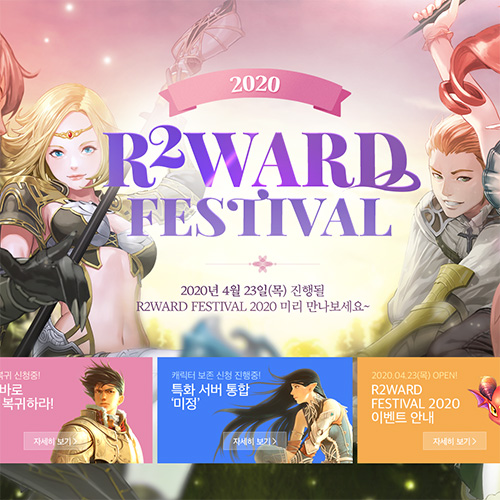 2020
R2WARD
FESTIVAL
2020년 4월 23일(목) 진행될
R2WARD FESTIVAL 2020 미리 만나보세요~
신청중!
바로
복귀하라!
자세히 보기 >
캐릭터 보존 신청 진행중!
특화 서버 통합
‘미정’
자세히 보기 >
2020.04.23(목) OPEN!
R2WARD
FESTIVAL 2020
이벤트 안내
자세히 보기 >